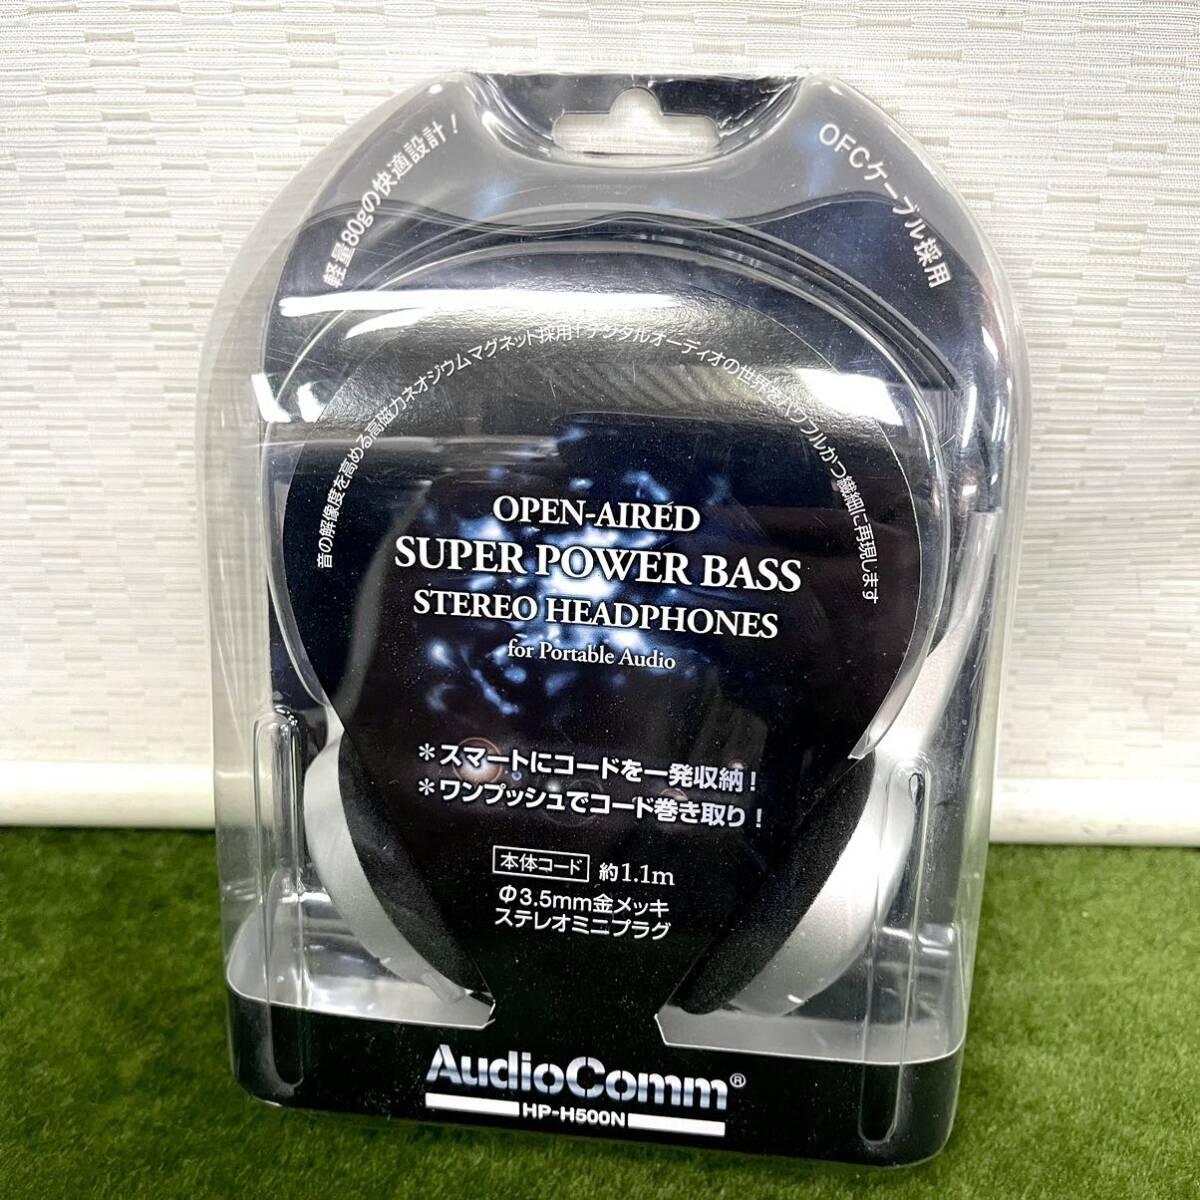 軽量80gの快適設計!
OFCケーブル採用
音の解像度を高める高磁力ネオジウムマグネット採用!デジタルオーディオの世界をパワフルかつ繊細に再現します
OPEN-AIRED
SUPER POWER BASS
STEREO HEADPHONES
for Portable Audio
*スマートにコードを一発収納!
*ワンプッシュでコード巻き取り!
本体コード 約1.1m
Φ3.5mm金メッキ
ステレオミニプラグ
AudioComm®
HP-H500N